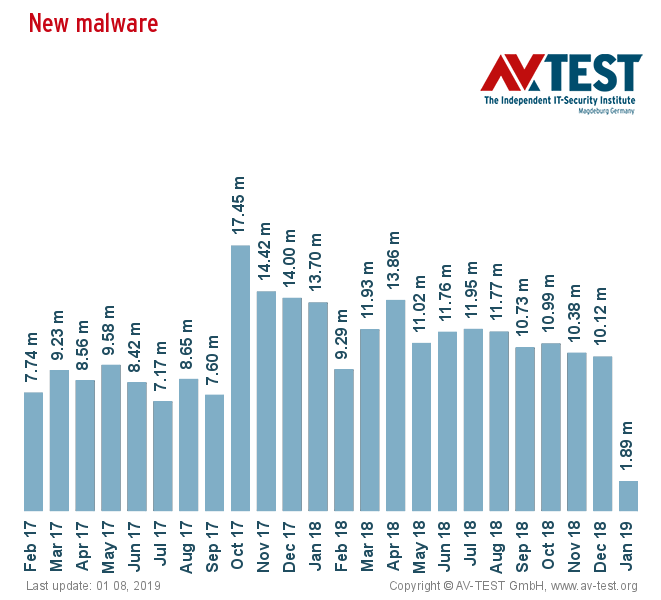 New malware
AVTEST
The Independent IT-Security Institute
Magdeburg Germany
7.74 m
9.23 m
8.56 m
9.58 m
8.42 m
7.17 m
8.65 m
7.60 m
17.45 m
14.42 m
14.00 m
13.70 m
9.29 m
11.93 m
13.86 m
11.02 m
11.76 m
11.95 m
11.77 m
10.73 m
10.99 m
10.38 m
10.12 m
1.89 m
Feb 17
Mar 17
Apr 17
May 17
Jun 17
Jul 17
Aug 17
Sep 17
Oct 17
Nov 17
Dec 17
Jan 18
Feb 18
Mar 18
Apr 18
May 18
Jun 18
Jul 18
Aug 18
Sep 18
Oct 18
Nov 18
Dec 18
Jan 19
Last update: 01 08, 2019
Copyright © AV-TEST GmbH, www.av-test.org